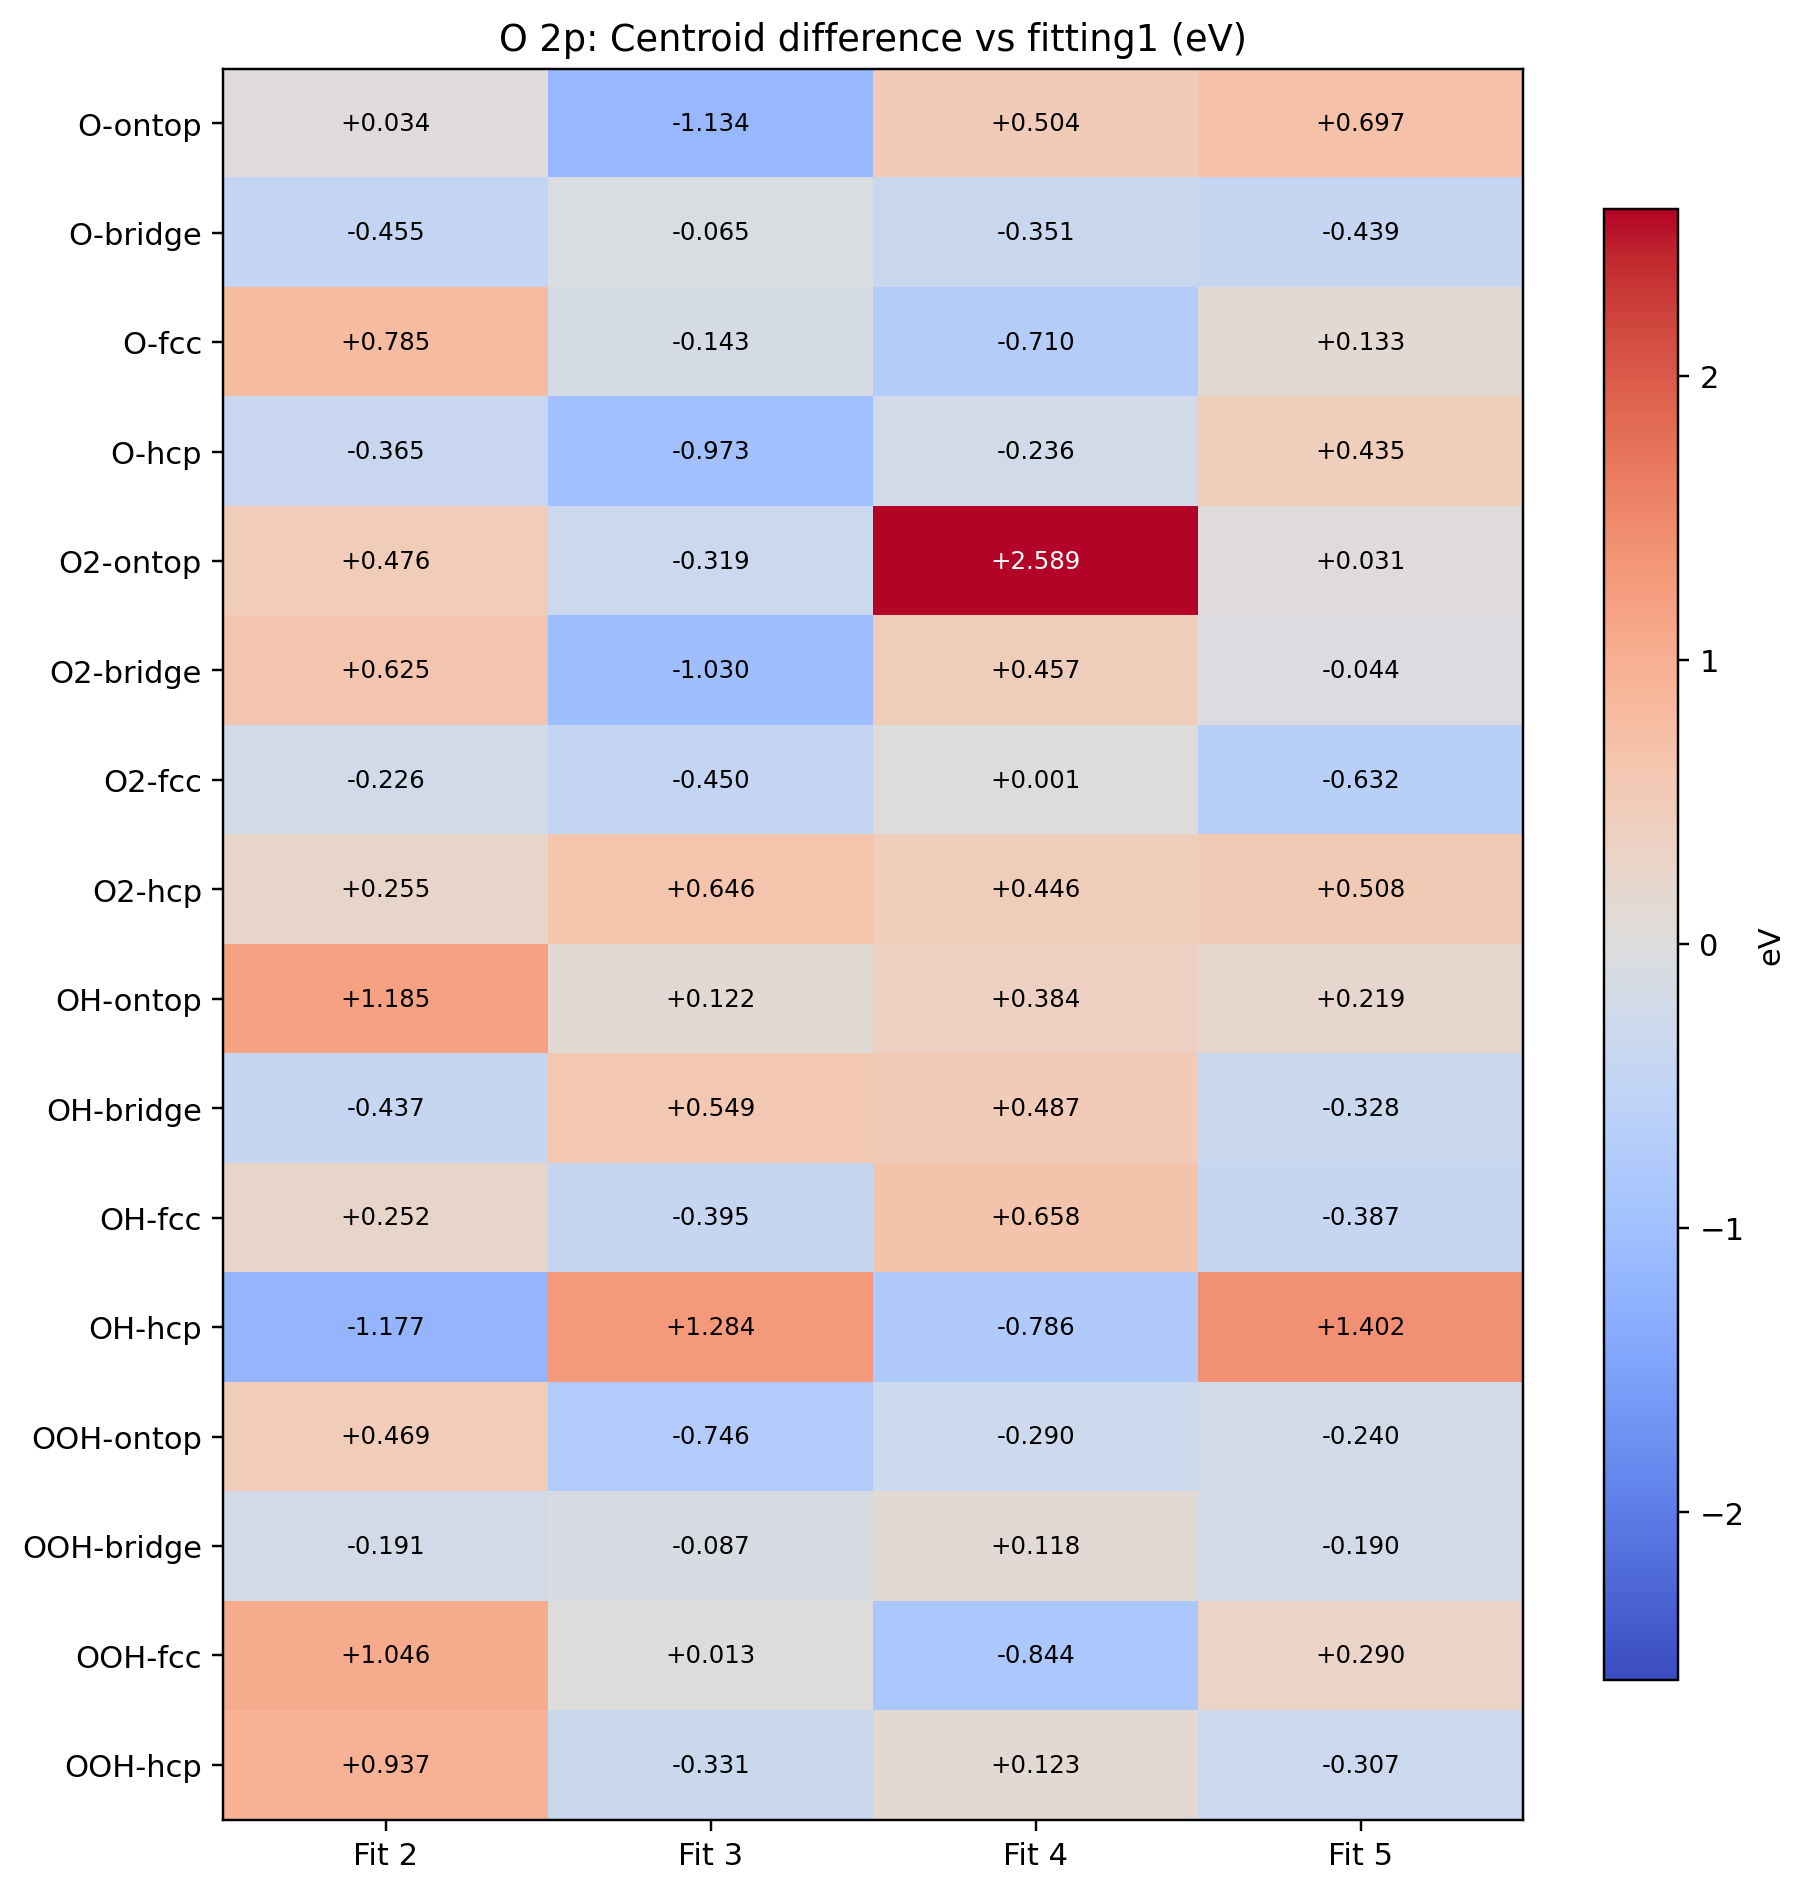 O 2p: Centroid difference vs fitting1 (eV)
O-ontop +0.034 -1.134 +0.504 +0.697
O-bridge -0.455 -0.065 -0.351 -0.439
O-fcc +0.785 -0.143 -0.710 +0.133
O-hcp -0.365 -0.973 -0.236 +0.435
O2-ontop +0.476 -0.319 +2.589 +0.031
O2-bridge +0.625 -1.030 +0.457 -0.044
O2-fcc -0.226 -0.450 +0.001 -0.632
O2-hcp +0.255 +0.646 +0.446 +0.508
OH-ontop +1.185 +0.122 +0.384 +0.219
OH-bridge -0.437 +0.549 +0.487 -0.328
OH-fcc +0.252 -0.395 +0.658 -0.387
OH-hcp -1.177 +1.284 -0.786 +1.402
OOH-ontop +0.469 -0.746 -0.290 -0.240
OOH-bridge -0.191 -0.087 +0.118 -0.190
OOH-fcc +1.046 +0.013 -0.844 +0.290
OOH-hcp +0.937 -0.331 +0.123 -0.307
Fit 2 Fit 3 Fit 4 Fit 5
2
1
0
−1
−2
eV